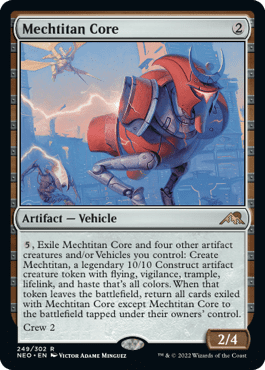 Mechtitan Core 2
Artifact — Vehicle
5, Exile Mechtitan Core and four other artifact
creatures and/or Vehicles you control: Create
Mechtitan, a legendary 10/10 Construct artifact
creature token with flying, vigilance, trample,
lifelink, and haste that's all colors. When that
token leaves the battlefield, return all cards exiled
with Mechtitan Core except Mechtitan Core to
the battlefield tapped under their owners' control.
Crew 2
2/4
249/302 R
NEO • EN Victor Adame Minguez
™ & © 2022 Wizards of the Coast